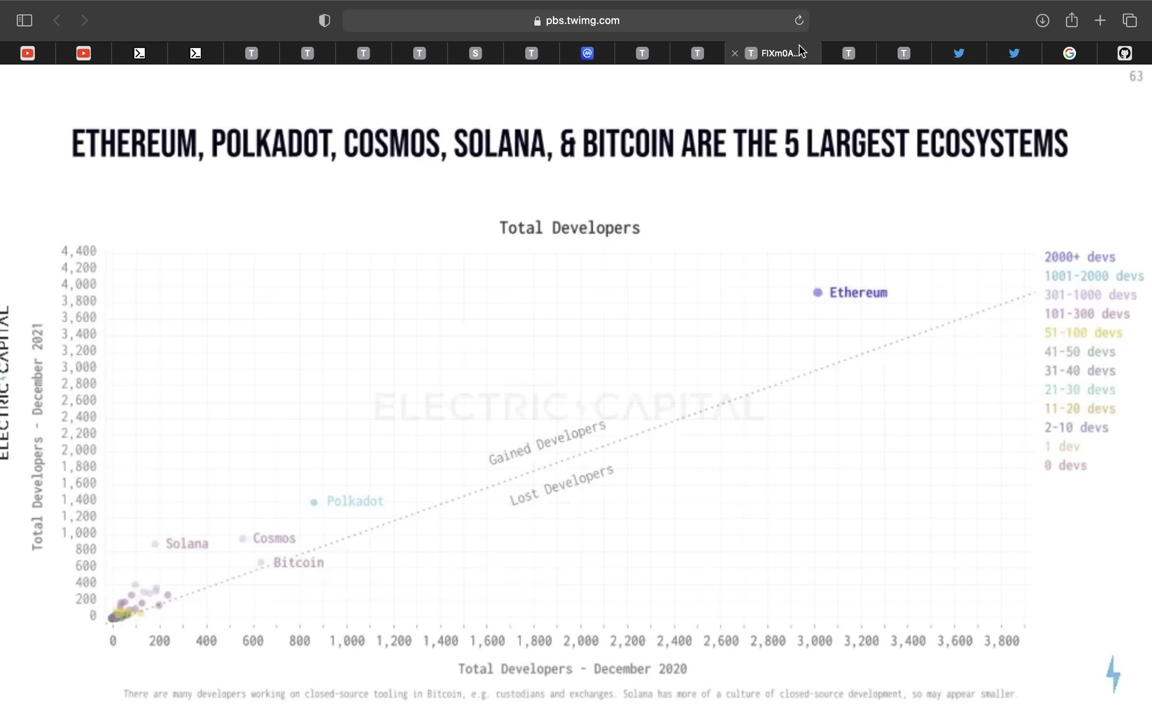 pbs.twimg.com
T
T
T
T
S
T
T
T
T
FIXm0A...
T
T
G
63
ETHEREUM, POLKADOT, COSMOS, SOLANA, & BITCOIN ARE THE 5 LARGEST ECOSYSTEMS
Total Developers
4,400
4,200
4,000
3,800
3,600
3,400
3,200
3,000
2,800
2,600
2,400
2,200
2,000
1,800
1,600
1,400
1,200
1,000
800
600
400
200
0
Total Developers - December 2021
ELECTRIC CAPITAL
ELECTRIC CAPITAL
Ethereum
Gained Developers
Lost Developers
Polkadot
Cosmos
Solana
Bitcoin
2000+ devs
1001-2000 devs
301-1000 devs
101-300 devs
51-100 devs
41-50 devs
31-40 devs
21-30 devs
11-20 devs
2-10 devs
1 dev
0 devs
0 200 400 600 800 1,000 1,200 1,400 1,600 1,800 2,000 2,200 2,400 2,600 2,800 3,000 3,200 3,400 3,600 3,800
Total Developers - December 2020
There are many developers working on closed-source tooling in Bitcoin, e.g. custodians and exchanges. Solana has more of a culture of closed-source development, so may appear smaller.